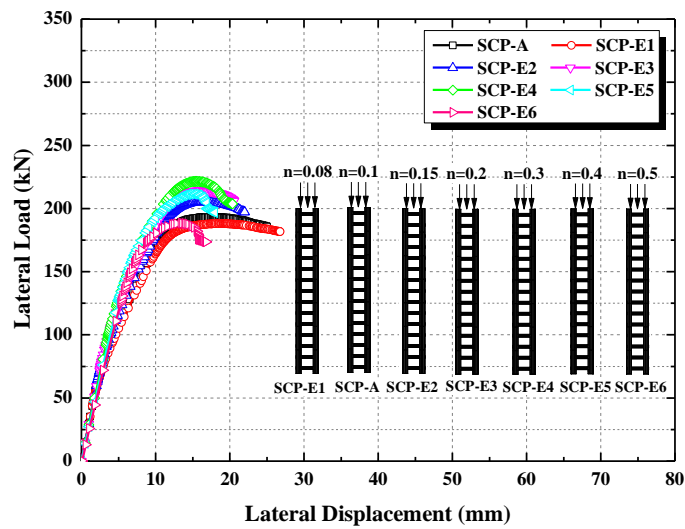 350
300
250
200
150
100
50
0
Lateral Load (kN)
SCP-A SCP-E1
SCP-E2 SCP-E3
SCP-E4 SCP-E5
SCP-E6
n=0.08 n=0.1 n=0.15 n=0.2 n=0.3 n=0.4 n=0.5
SCP-E1 SCP-A SCP-E2 SCP-E3 SCP-E4 SCP-E5 SCP-E6
0 10 20 30 40 50 60 70 80
Lateral Displacement (mm)